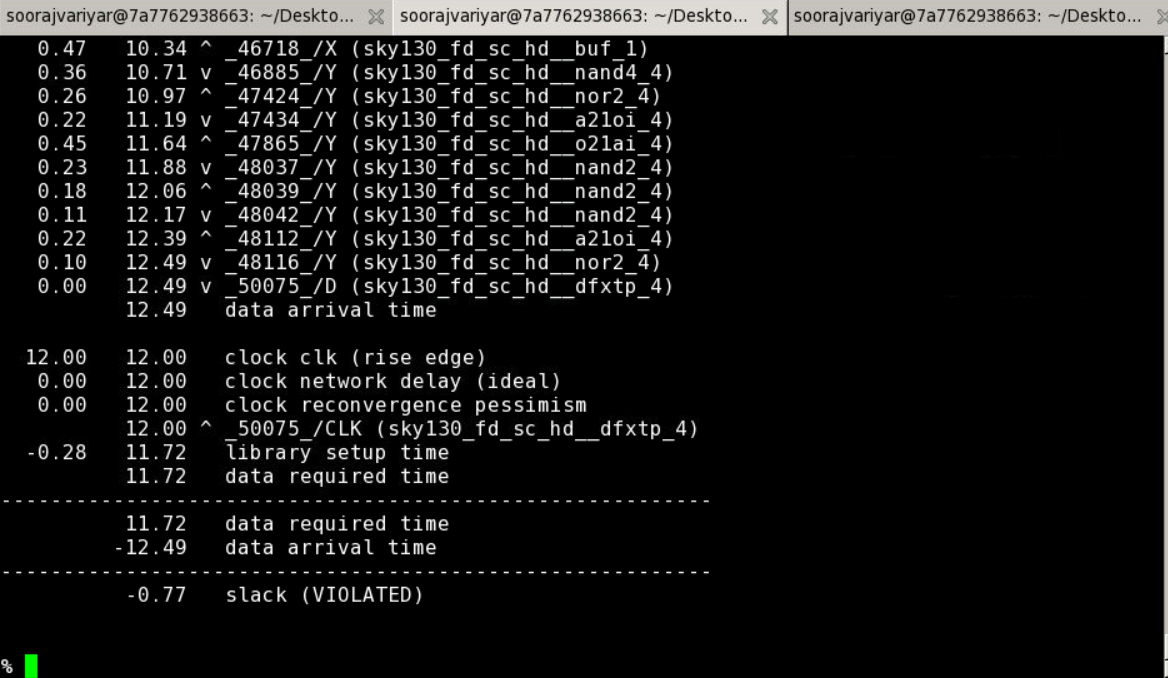 soorajvariyar@7a7762938663: ~/Deskto... soorajvariyar@7a7762938663: ~/Deskto... soorajvariyar@7a7762938663: ~/Deskto...
0.47 10.34 ^ _46718_/X (sky130_fd_sc_hd__buf_1)
0.36 10.71 v _46885_/Y (sky130_fd_sc_hd__nand4_4)
0.26 10.97 ^ _47424_/Y (sky130_fd_sc_hd__nor2_4)
0.22 11.19 v _47434_/Y (sky130_fd_sc_hd__a21oi_4)
0.45 11.64 ^ _47865_/Y (sky130_fd_sc_hd__o21ai_4)
0.23 11.88 v _48037_/Y (sky130_fd_sc_hd__nand2_4)
0.18 12.06 ^ _48039_/Y (sky130_fd_sc_hd__nand2_4)
0.11 12.17 v _48042_/Y (sky130_fd_sc_hd__nand2_4)
0.22 12.39 ^ _48112_/Y (sky130_fd_sc_hd__a21oi_4)
0.10 12.49 v _48116_/Y (sky130_fd_sc_hd__nor2_4)
0.00 12.49 v _50075_/D (sky130_fd_sc_hd__dfxtp_4)
12.49 data arrival time
12.00 12.00 clock clk (rise edge)
0.00 12.00 clock network delay (ideal)
0.00 12.00 clock reconvergence pessimism
12.00 ^ _50075_/CLK (sky130_fd_sc_hd__dfxtp_4)
-0.28 11.72 library setup time
11.72 data required time
---------------------------------------------------------
11.72 data required time
-12.49 data arrival time
---------------------------------------------------------
-0.77 slack (VIOLATED)
%